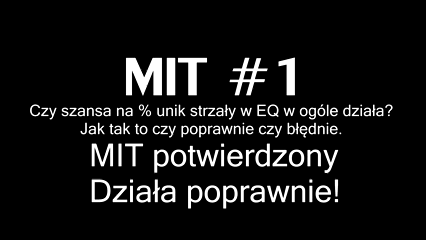 MIT #1
Czy szansa na % unik strzały w EQ w ogóle działa?
Jak tak to czy poprawnie czy błędnie.
MIT potwierdzony
Działa poprawnie!